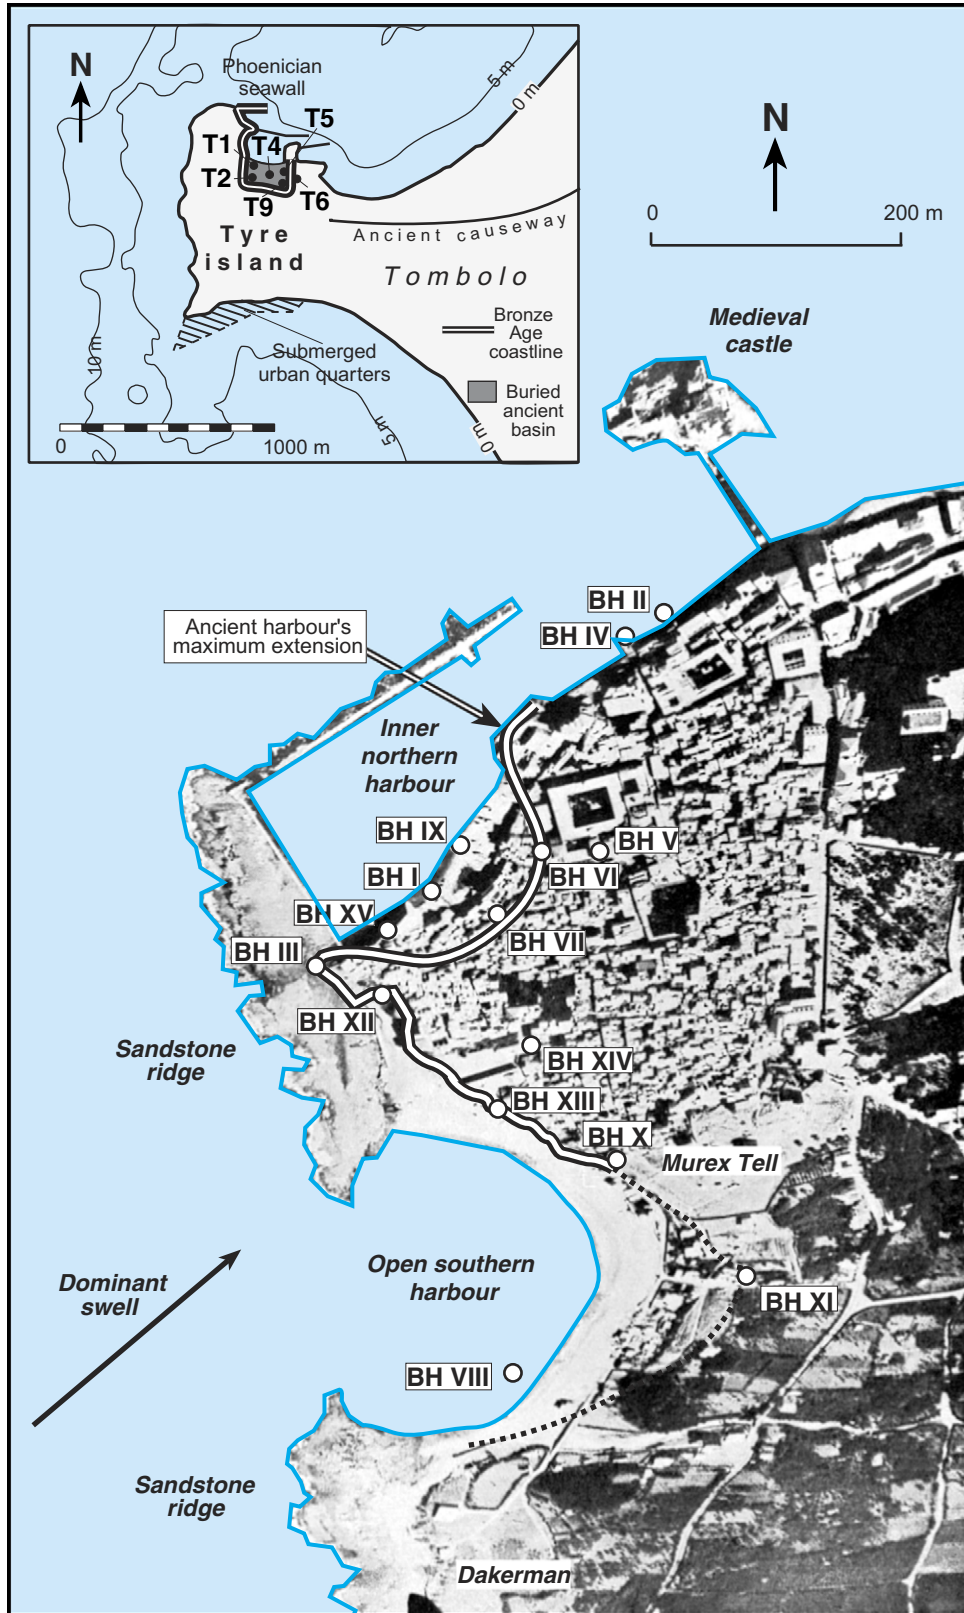 N
Phoenician
seawall
5 m
0 m
T5
T1
T4
T2
T6
T9
Tyre
island
Ancient causeway
Tombolo
Bronze
Age
coastline
Submerged
urban quarters
10 m
Buried
ancient
basin
5 m
0 m
0
1000 m
N
0
200 m
Medieval
castle
BH II
BH IV
Ancient harbour's
maximum extension
Inner
northern
harbour
BH IX
BH V
BH I
BH VI
BH XV
BH VII
BH III
BH XII
Sandstone
ridge
BH XIV
BH XIII
BH X
Murex Tell
Open southern
harbour
Dominant
swell
BH XI
BH VIII
Sandstone
ridge
Dakerman